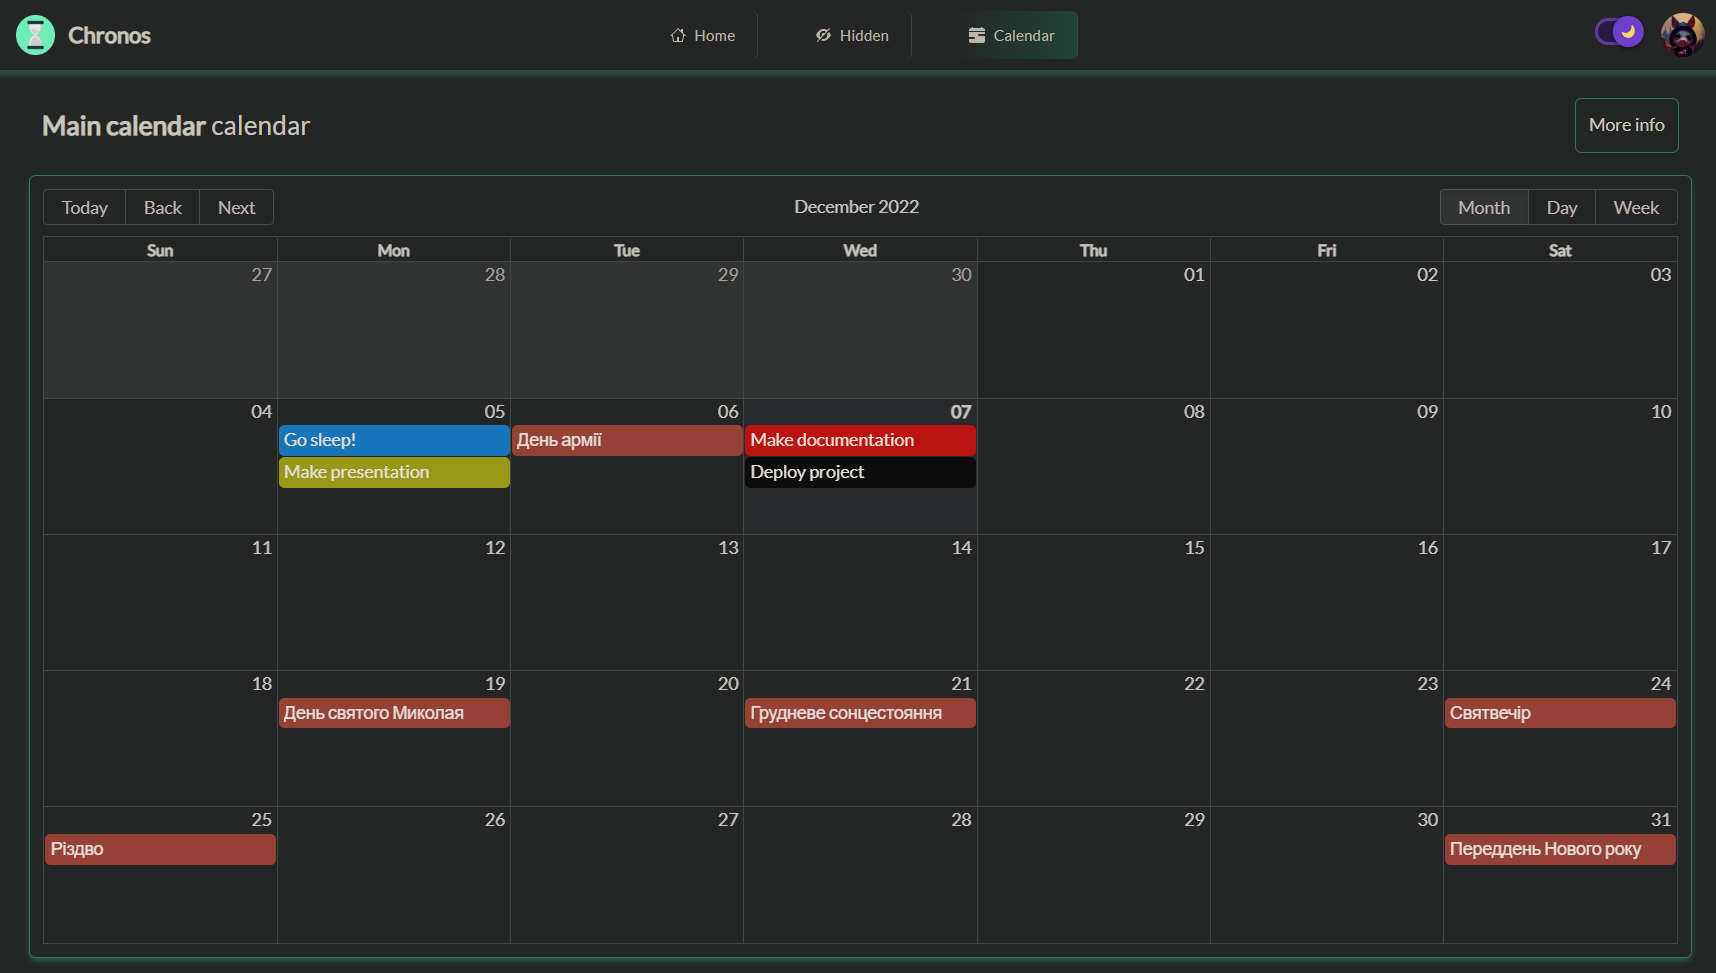 Chronos
Home
Hidden
Calendar
Main calendar calendar
More info
Today Back Next
December 2022
Month Day Week
Sun Mon Tue Wed Thu Fri Sat
27 28 29 30 01 02 03
04 05 06 07 08 09 10
Go sleep! День армії Make documentation
Make presentation Deploy project
11 12 13 14 15 16 17
18 19 20 21 22 23 24
День святого Миколая Грудневе сонцестояння Святвечір
25 26 27 28 29 30 31
Різдво Переддень Нового року